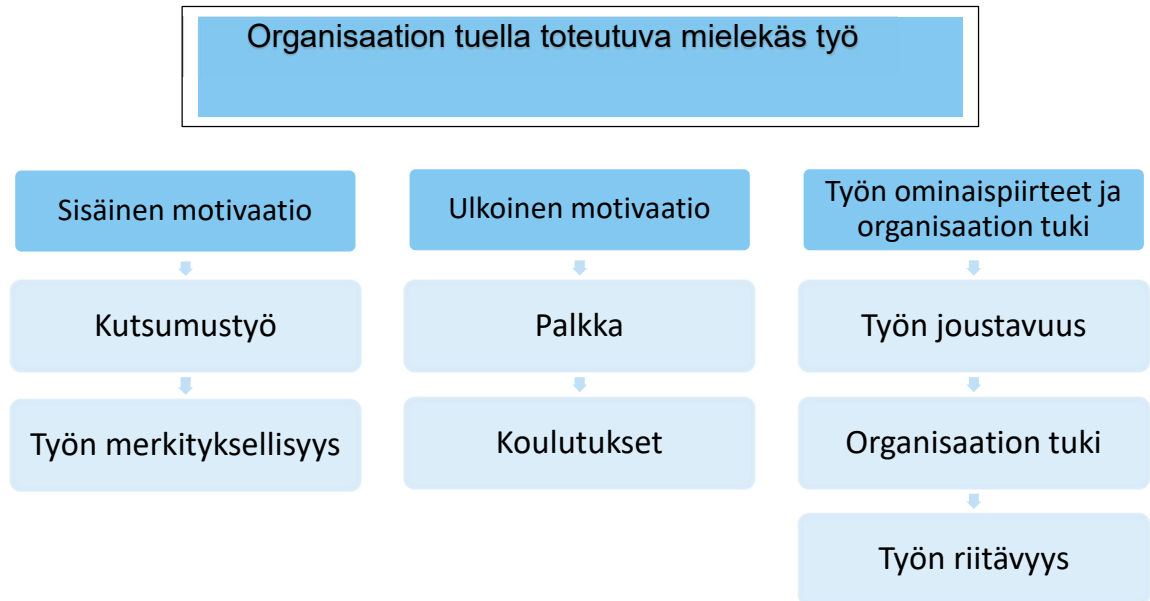 Organisaation tuella toteutuva mielekäs työ
Sisäinen motivaatio
Kutsumustyö
Työn merkityksellisyys
Ulkoinen motivaatio
Palkka
Koulutukset
Työn ominaispiirteet ja
organisaation tuki
Työn joustavuus
Organisaation tuki
Työn riitävyys